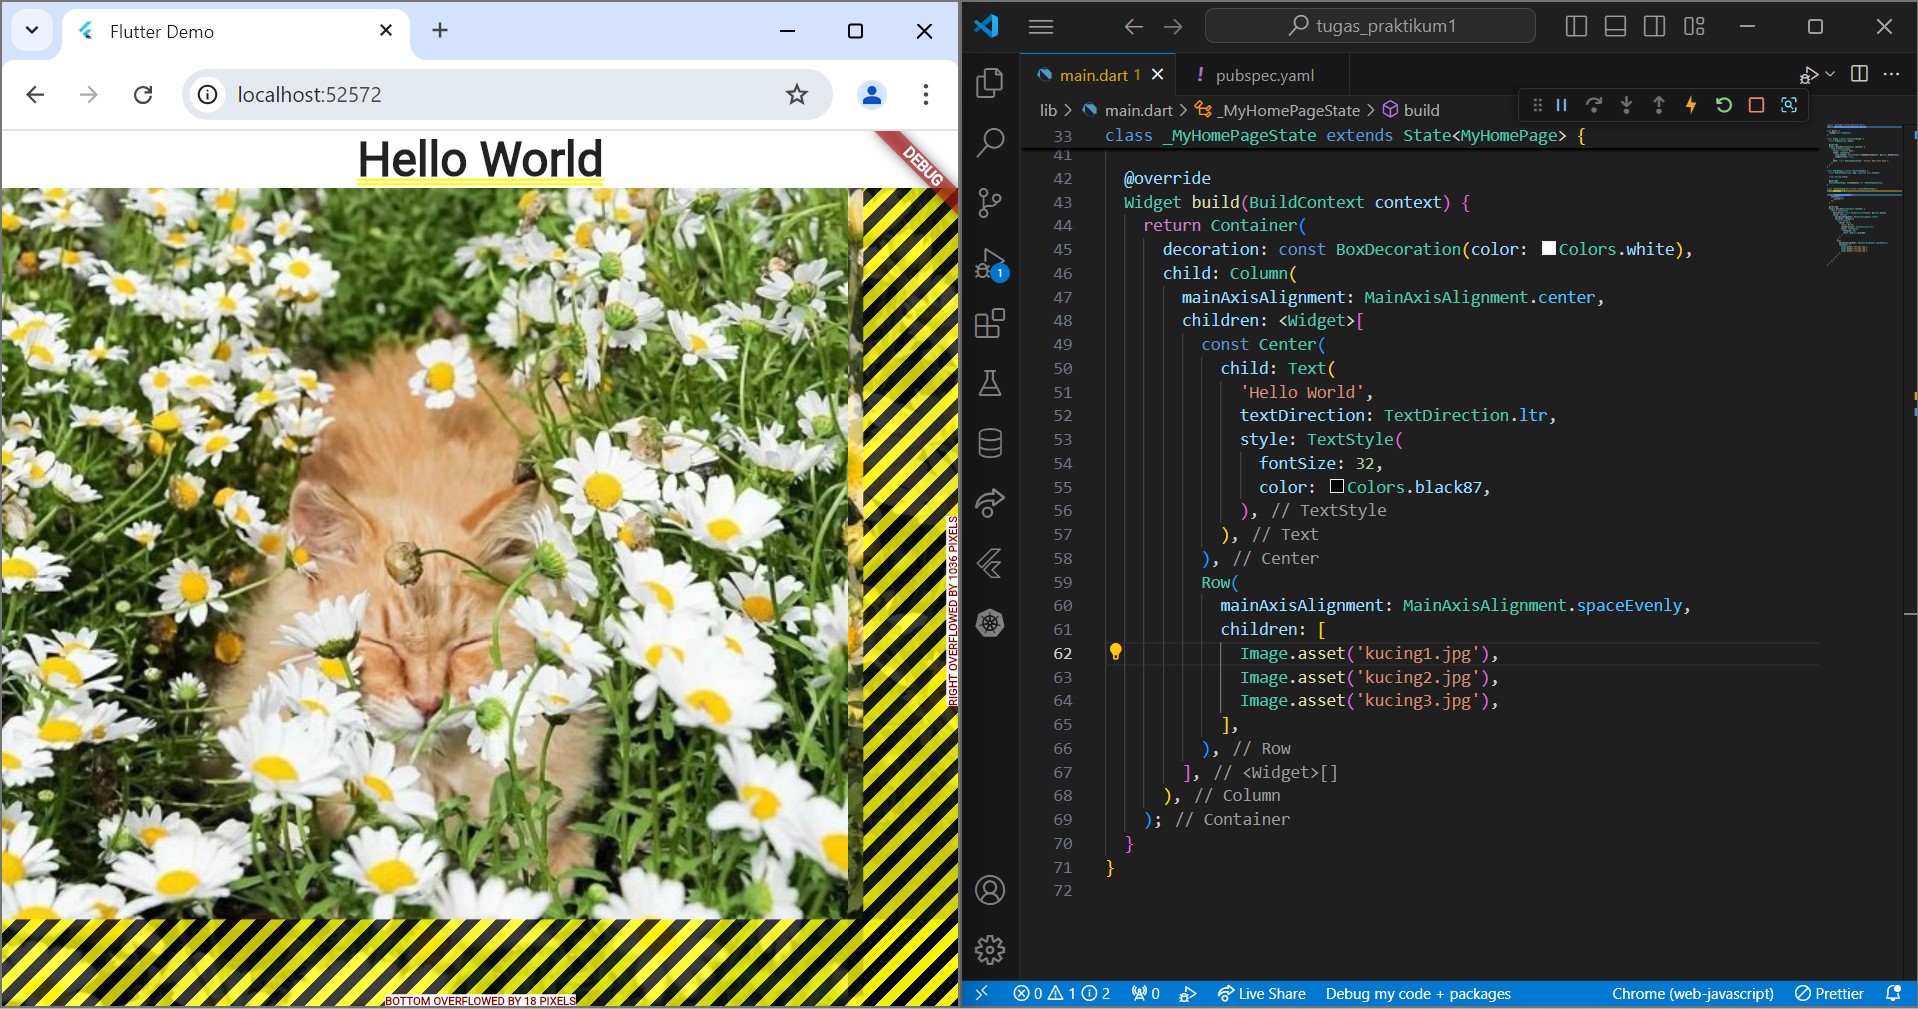 Flutter Demo
localhost:52572
Hello World
DEBUG
RIGHT OVERFLOWED BY 1036 PIXELS
BOTTOM OVERFLOWED BY 18 PIXELS
tugas_praktikum1
main.dart 1
! pubspec.yaml
lib > main.dart > _MyHomePageState > build
33 class _MyHomePageState extends State<MyHomePage> {
41
42 @override
43 Widget build(BuildContext context) {
44 return Container(
45 decoration: const BoxDecoration(color: Colors.white),
46 child: Column(
47 mainAxisAlignment: MainAxisAlignment.center,
48 children: <Widget>[
49 const Center(
50 child: Text(
51 'Hello World',
52 textDirection: TextDirection.ltr,
53 style: TextStyle(
54 fontSize: 32,
55 color: Colors.black87,
56 ), // TextStyle
57 ), // Text
58 ), // Center
59 Row(
60 mainAxisAlignment: MainAxisAlignment.spaceEvenly,
61 children: [
62 Image.asset('kucing1.jpg'),
63 Image.asset('kucing2.jpg'),
64 Image.asset('kucing3.jpg'),
65 ],
66 ), // Row
67 ], // <Widget>[]
68 ), // Column
69 ); // Container
70 }
71 }
72
1
0 1 2 0 Live Share Debug my code + packages Chrome (web-javascript) Prettier